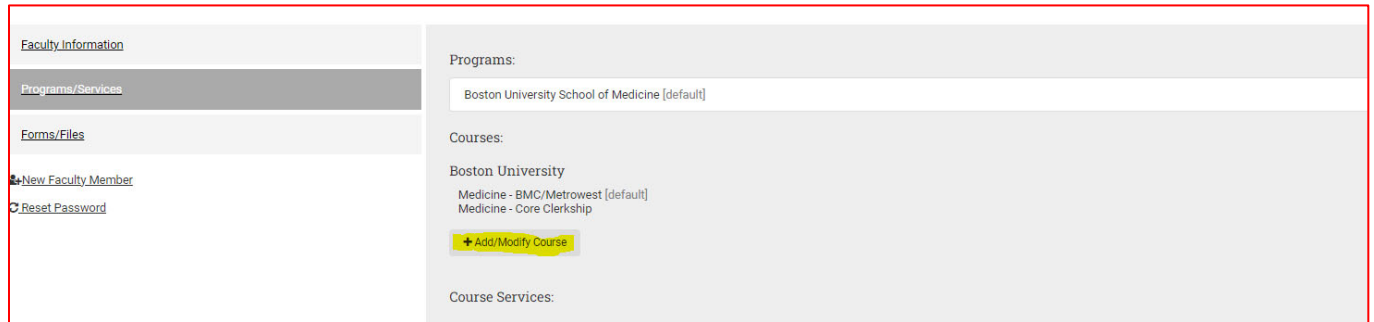 Faculty Information
Programs/Services
Forms/Files
New Faculty Member
Reset Password
Programs:
Boston University School of Medicine [default]
Courses:
Boston University
Medicine - BMC/Metrowest [default]
Medicine - Core Clerkship
+ Add/Modify Course
Course Services: